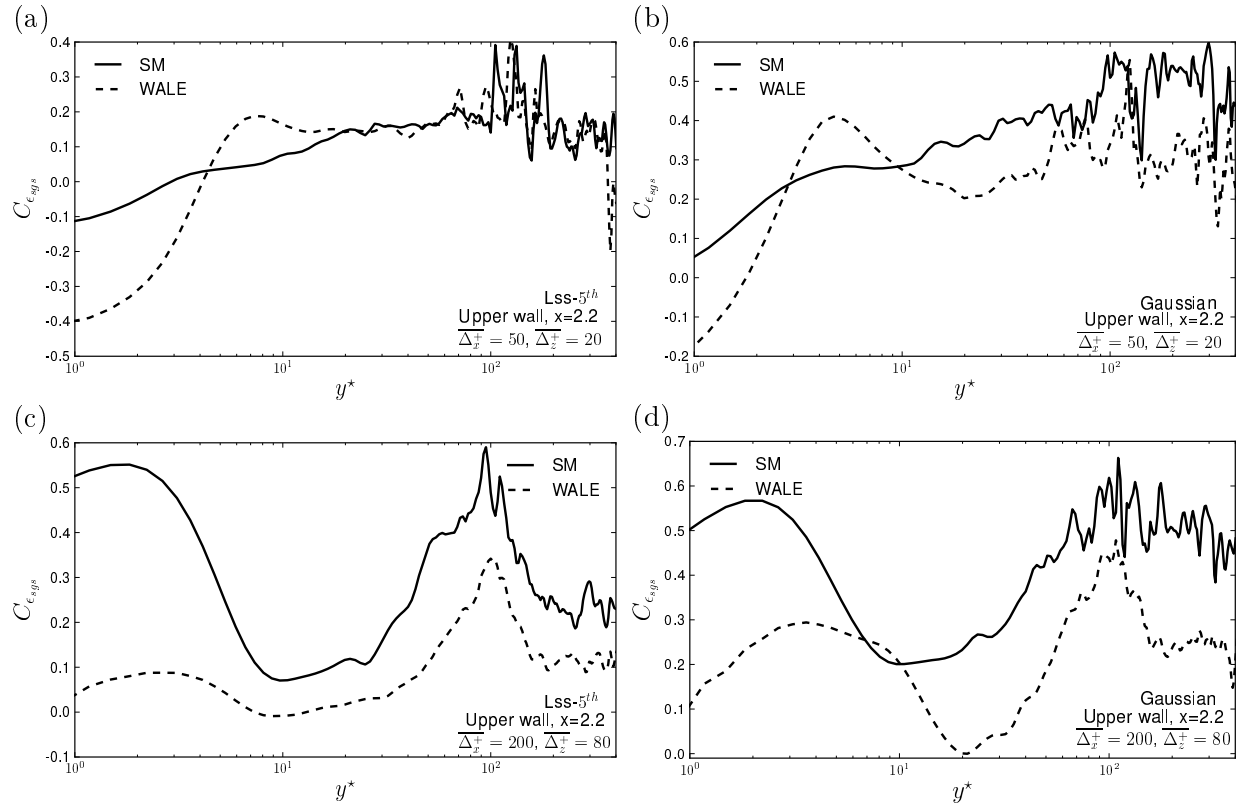 (a)
0.4
0.3
0.2
0.1
0.0
-0.1
-0.2
-0.3
-0.4
-0.5
C_{ϵ_{sgs}}
SM
WALE
Lss-5^{th}
Upper wall, x=2.2
\overline{Δ_x^+} = 50, \overline{Δ_z^+} = 20
10^0
10^1
10^2
y^⋆
(b)
0.6
0.5
0.4
0.3
0.2
0.1
0.0
-0.1
-0.2
C_{ϵ_{sgs}}
SM
WALE
Gaussian
Upper wall, x=2.2
\overline{Δ_x^+} = 50, \overline{Δ_z^+} = 20
10^0
10^1
10^2
y^⋆
(c)
0.6
0.5
0.4
0.3
0.2
0.1
0.0
-0.1
C_{ϵ_{sgs}}
SM
WALE
Lss-5^{th}
Upper wall, x=2.2
\overline{Δ_x^+} = 200, \overline{Δ_z^+} = 80
10^0
10^1
10^2
y^⋆
(d)
0.7
0.6
0.5
0.4
0.3
0.2
0.1
0.0
C_{ϵ_{sgs}}
SM
WALE
Gaussian
Upper wall, x=2.2
\overline{Δ_x^+} = 200, \overline{Δ_z^+} = 80
10^0
10^1
10^2
y^⋆